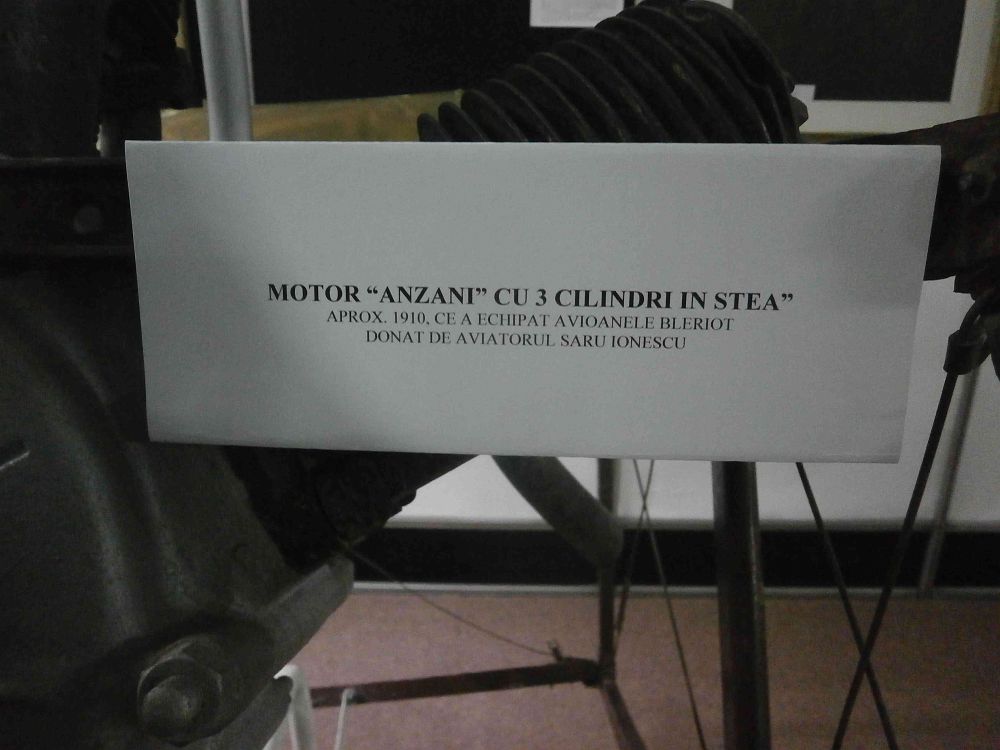 MOTOR “ANZANI” CU 3 CILINDRI IN STEA”
APROX. 1910, CE A ECHIPAT AVIOANELE BLERIOT
DONAT DE AVIATORUL SARU IONESCU